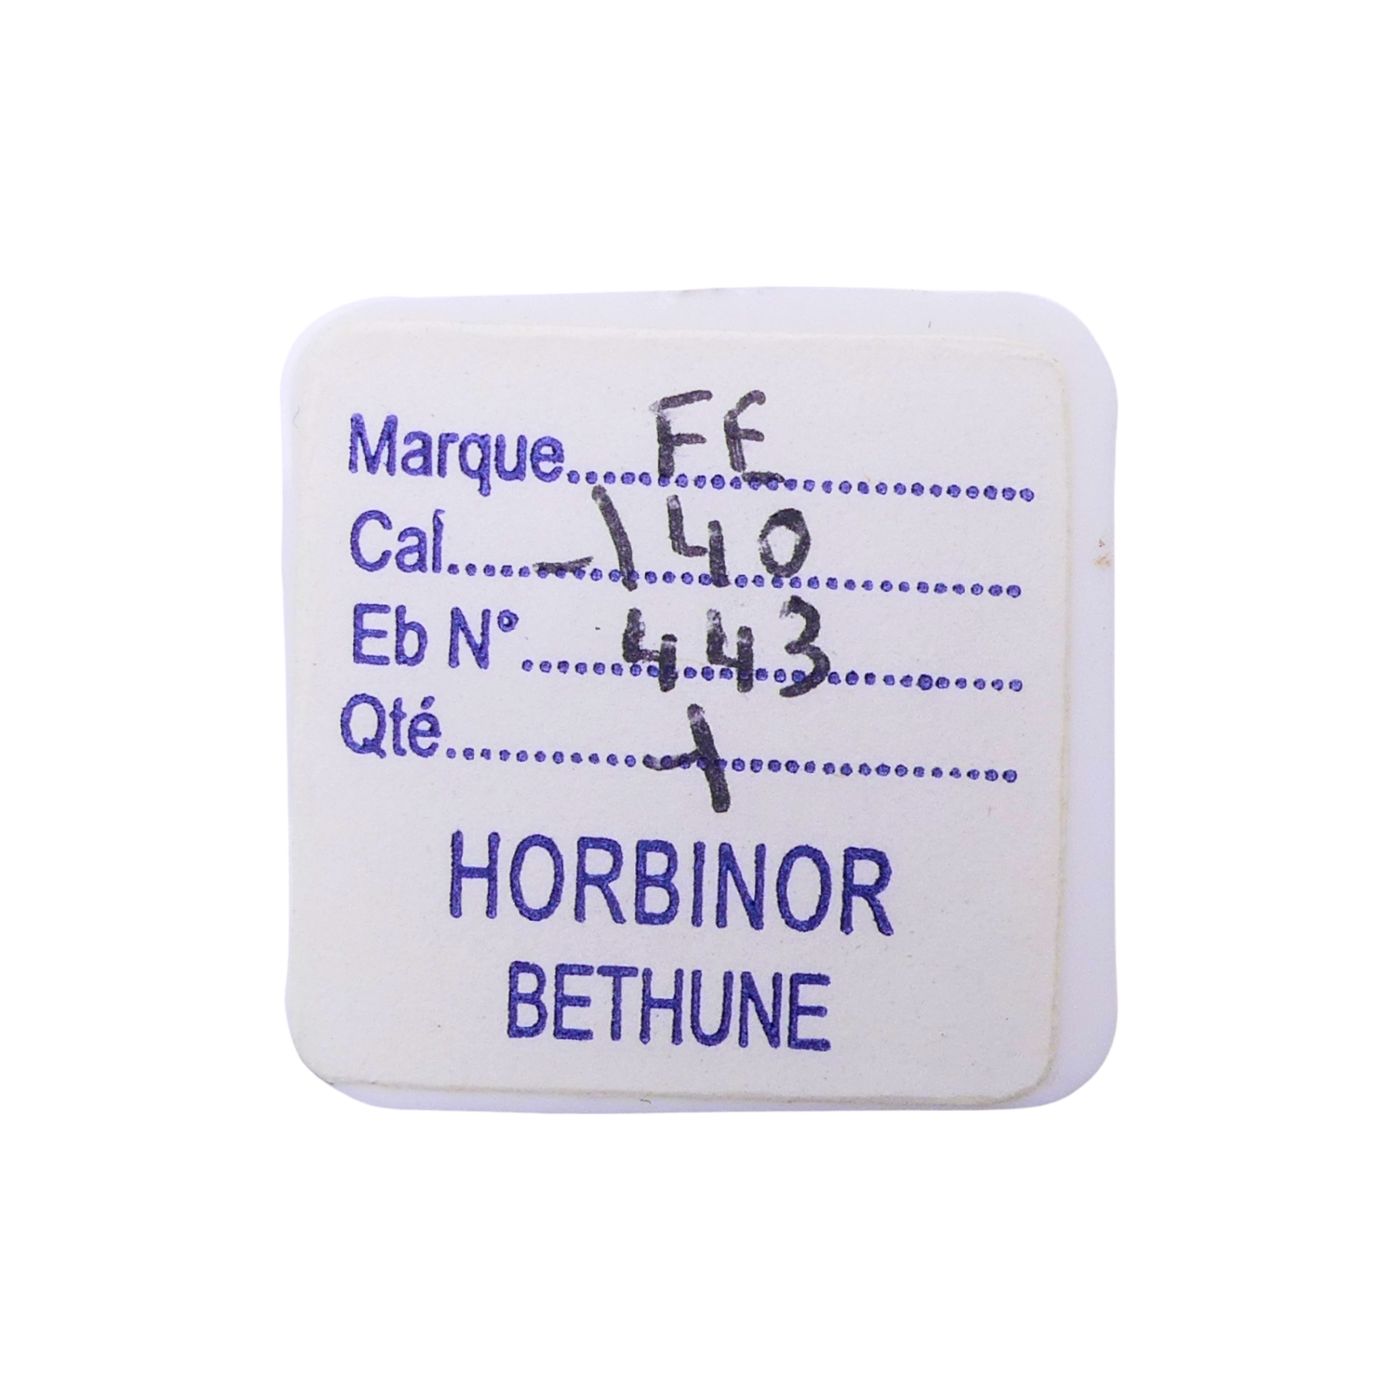 Marque......FE..............
Cal......140..............
Eb N°......443............
Qté............1..................
HORBINOR
BETHUNE